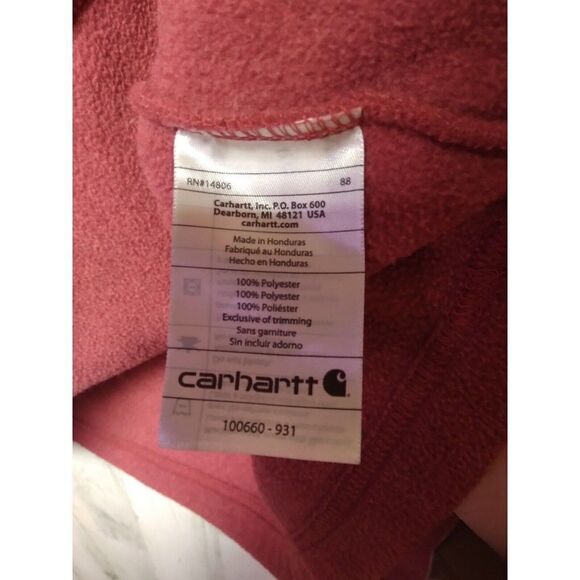 RN#14806 88
Carhartt, Inc. P.O. Box 600
Dearborn, MI 48121 USA
carhartt.com
Made in Honduras
Fabriqué au Honduras
Hecho en Honduras
100% Polyester
100% Polyester
100% Poliéster
Exclusive of trimming
Sans garniture
Sin incluir adorno
carhartt
100660 - 931